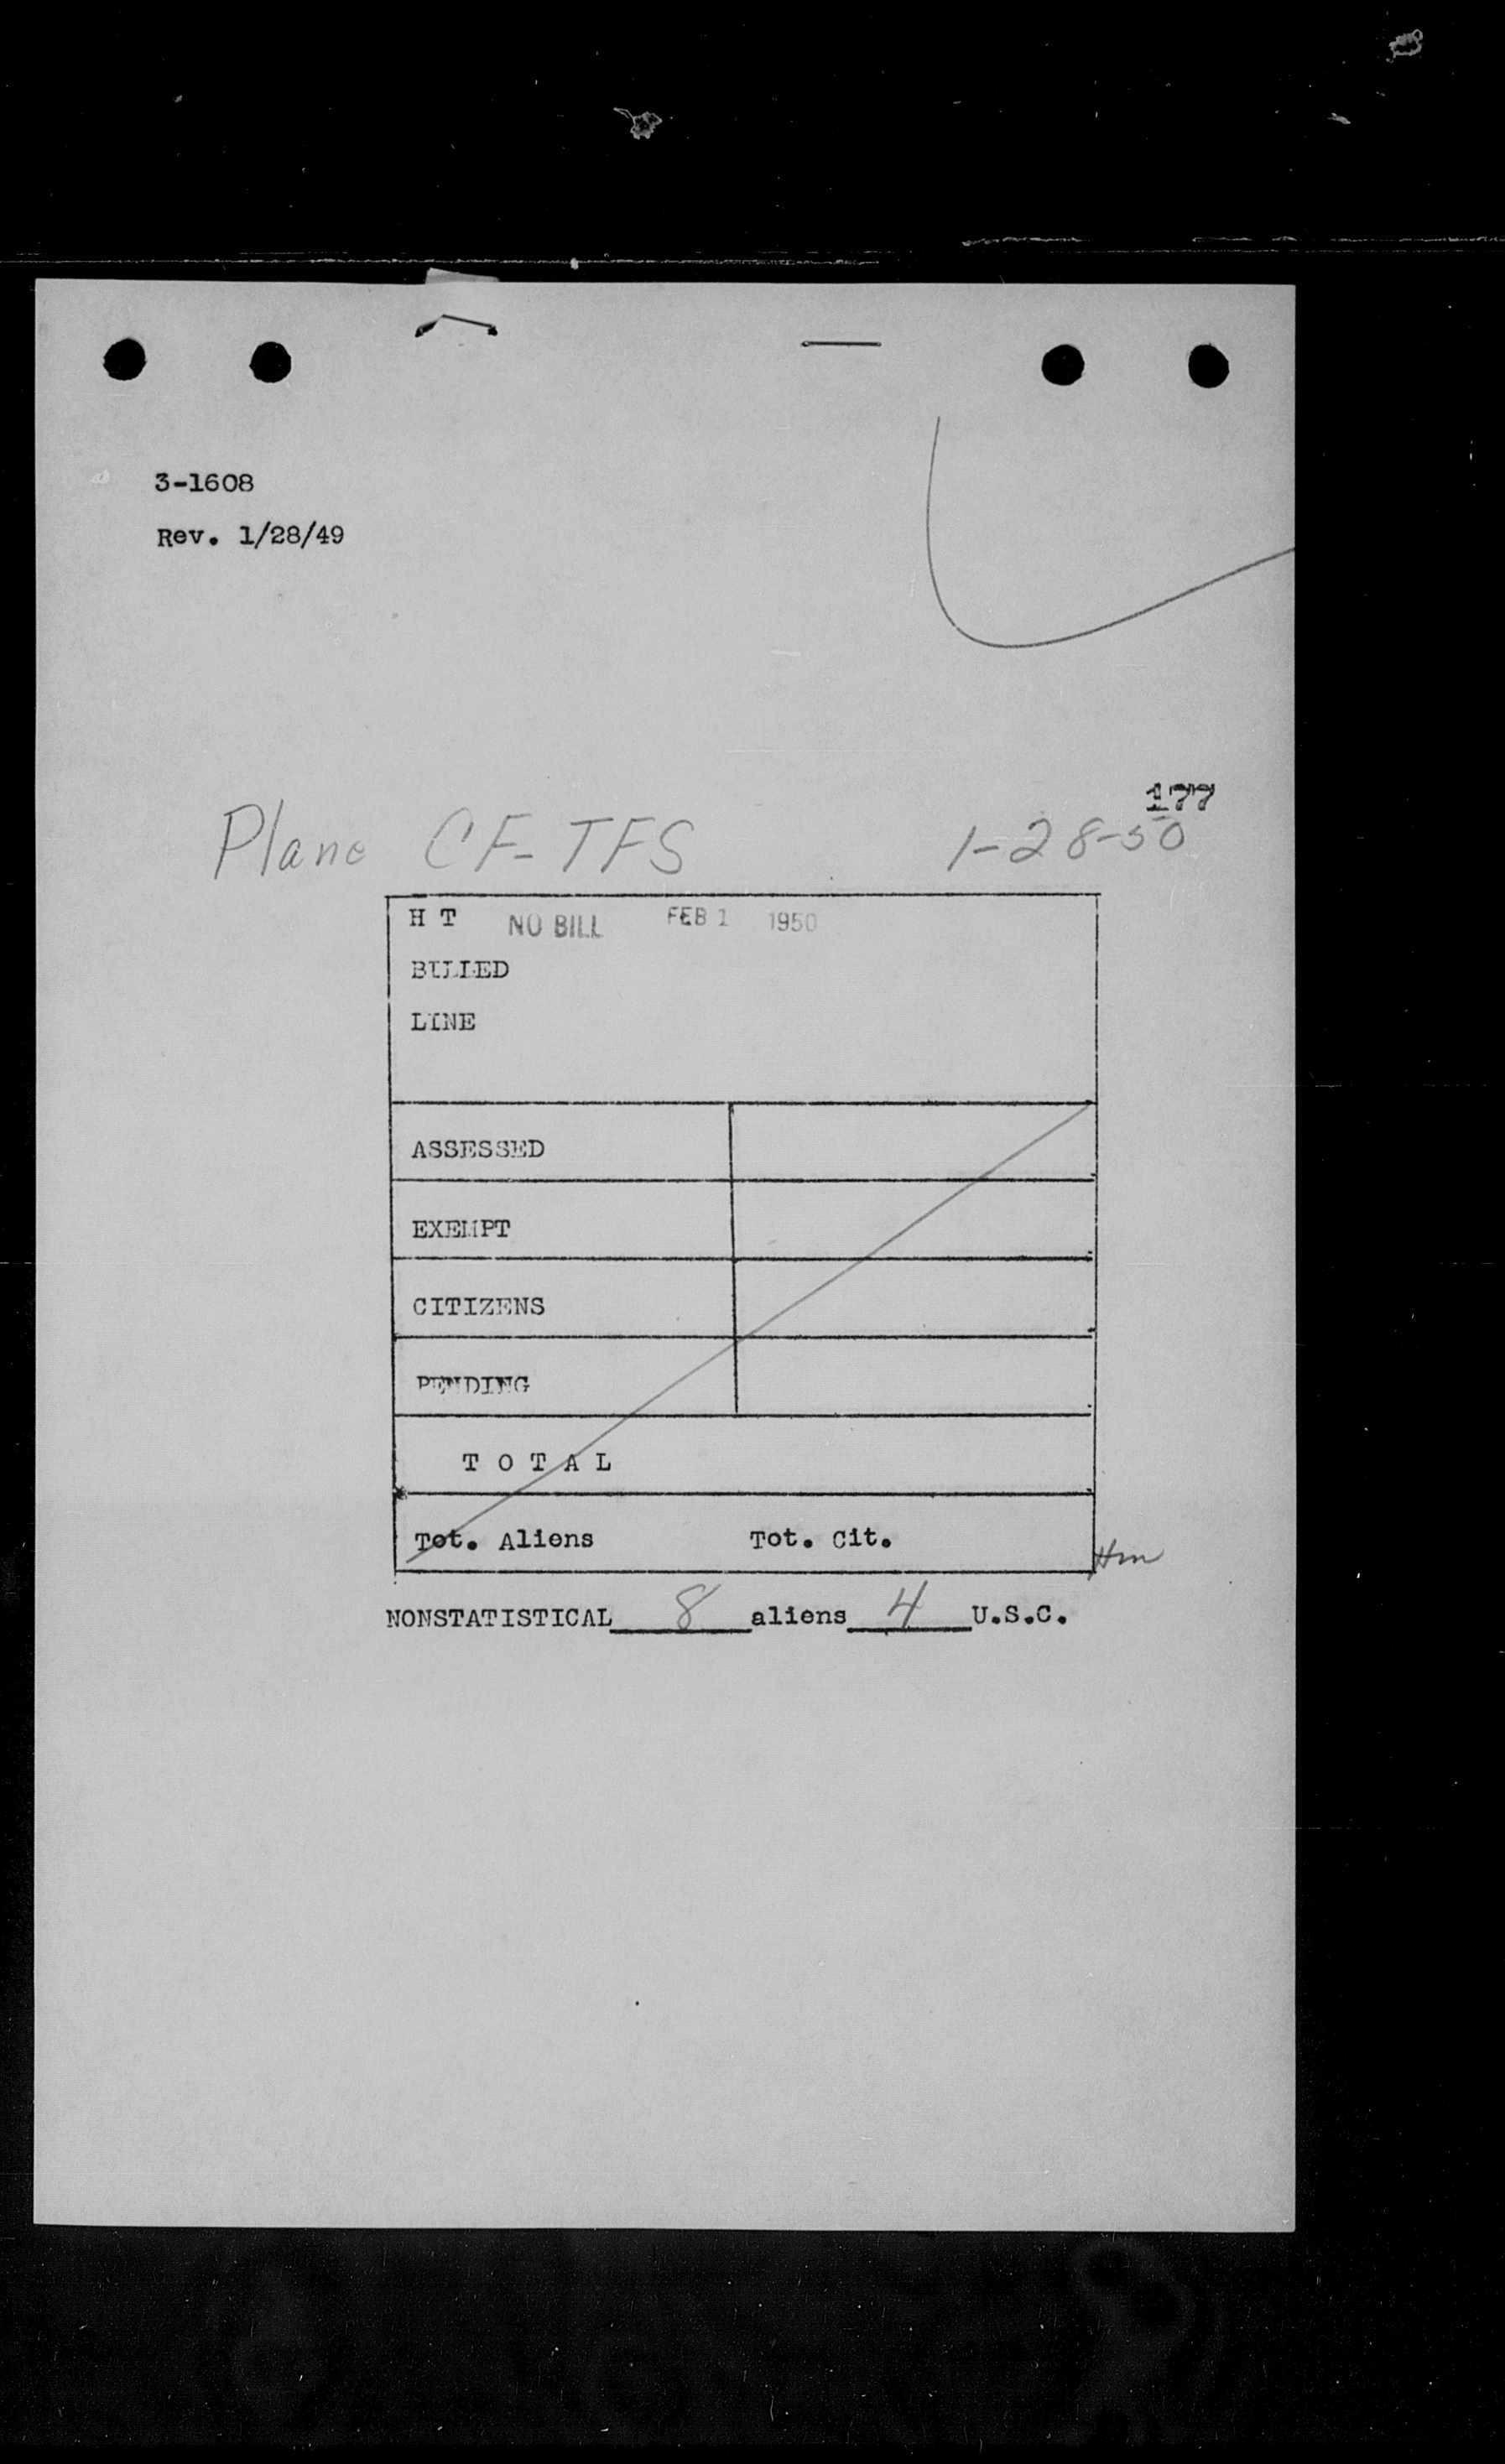 3-1608
Rev. 1/28/49
177
Plane CF-TFS 1-28-50
H T NO BILL FEB 1 1950
BILLED
LINE
ASSESSED
EXEMPT
CITIZENS
PENDING
T O T A L
Tot. Aliens Tot. Cit.
Hm
NONSTATISTICAL 8 aliens 4 U.S.C.